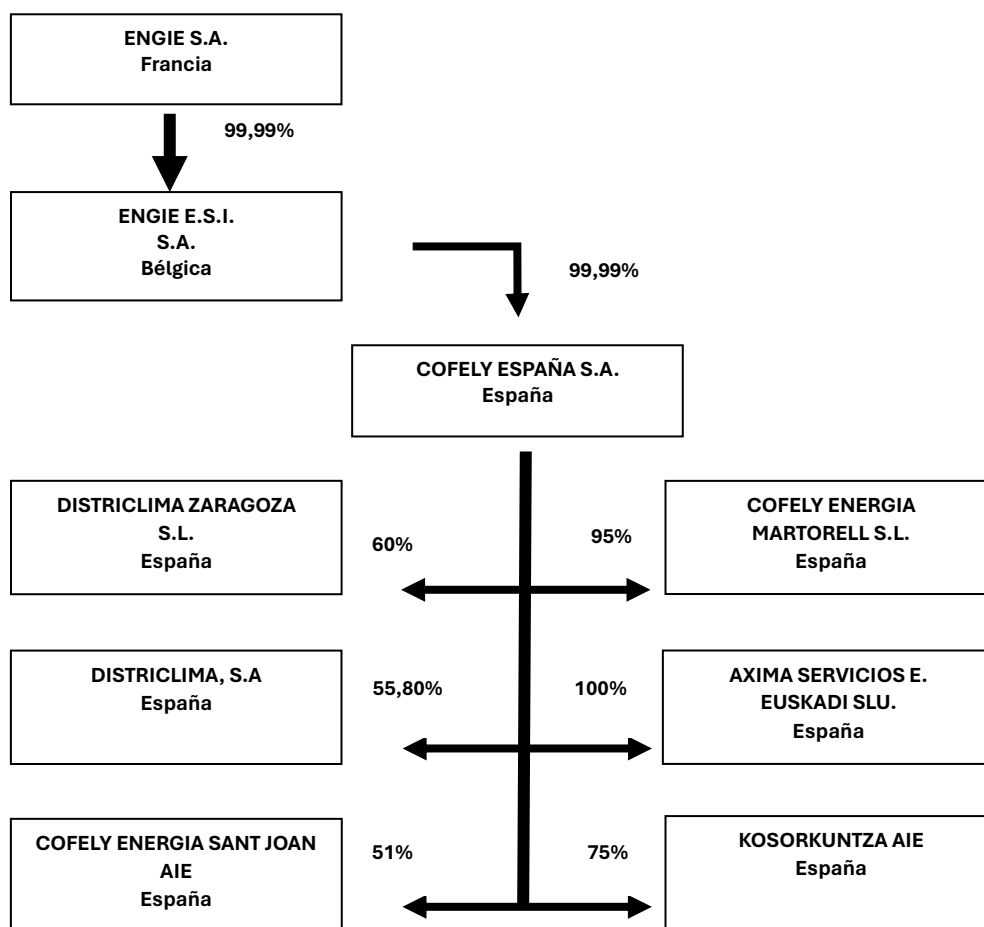 ENGIE S.A.
Francia
99,99%
ENGIE E.S.I.
S.A.
Bélgica
99,99%
COFELY ESPAÑA S.A.
España
DISTRICLIMA ZARAGOZA
S.L.
España
60%
95%
COFELY ENERGIA
MARTORELL S.L.
España
DISTRICLIMA, S.A
España
55,80%
100%
AXIMA SERVICIOS E.
EUSKADI SLU.
España
COFELY ENERGIA SANT JOAN
AIE
España
51%
75%
KOSORKUNTZA AIE
España